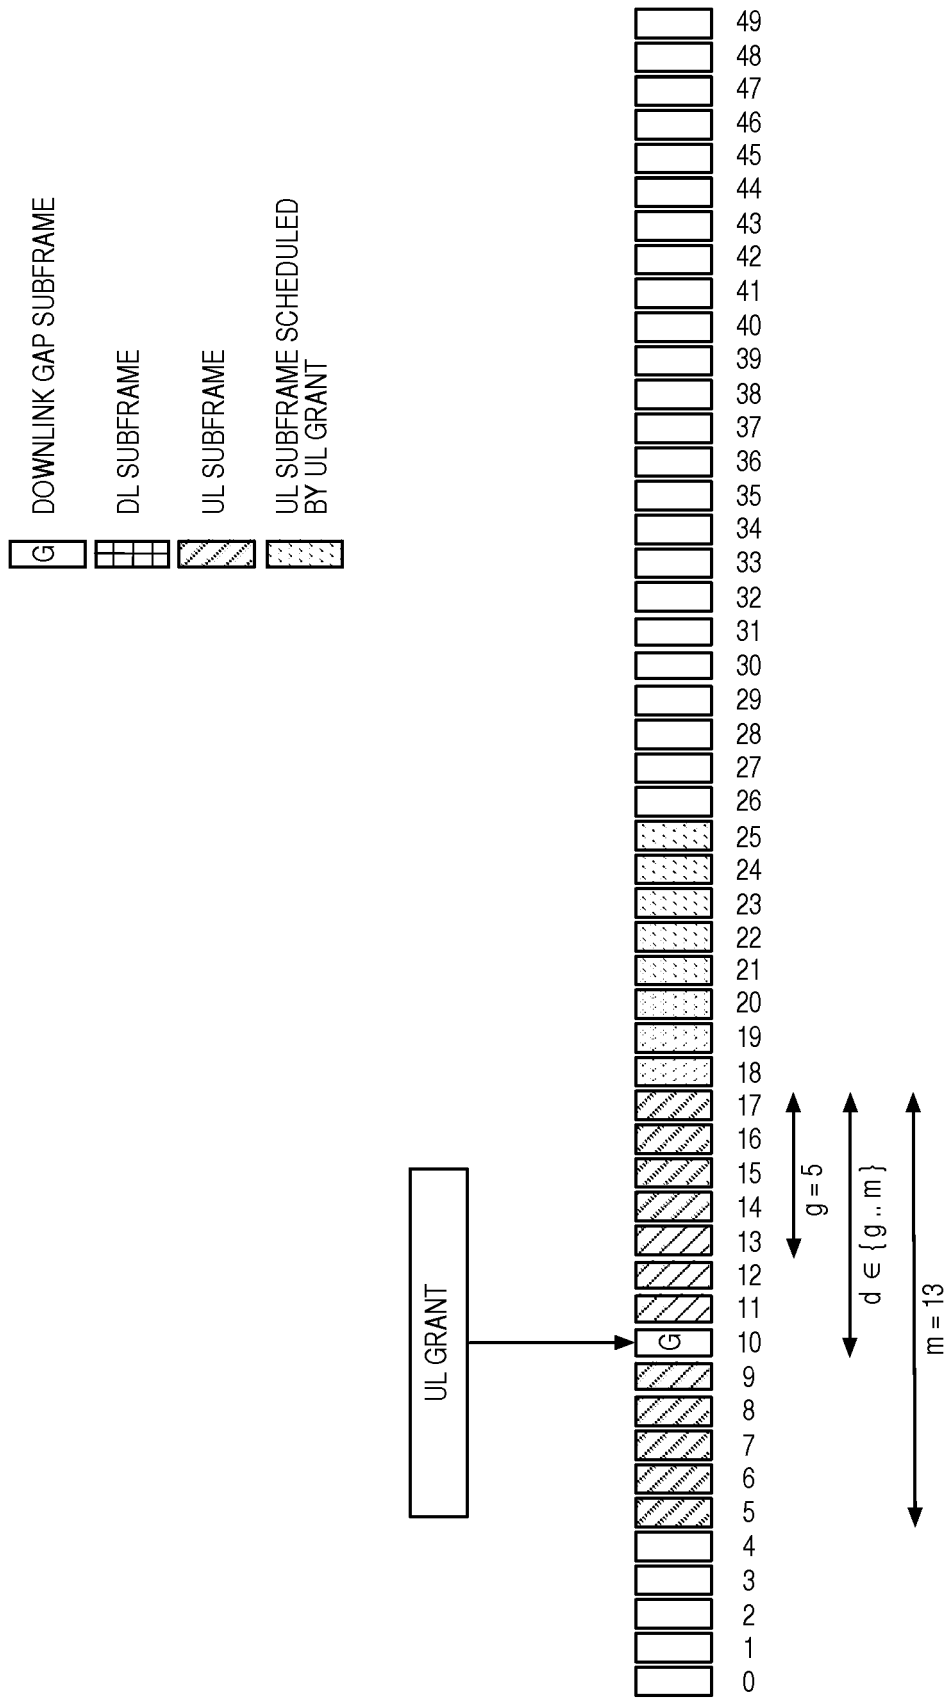 G
DOWNLINK GAP SUBFRAME
DL SUBFRAME
UL SUBFRAME
UL SUBFRAME SCHEDULED
BY UL GRANT
UL GRANT
G
0 1 2 3 4 5 6 7 8 9 10 11 12 13 14 15 16 17 18 19 20 21 22 23 24 25 26 27 28 29 30 31 32 33 34 35 36 37 38 39 40 41 42 43 44 45 46 47 48 49
g = 5
d ∈ {g .. m}
m = 13